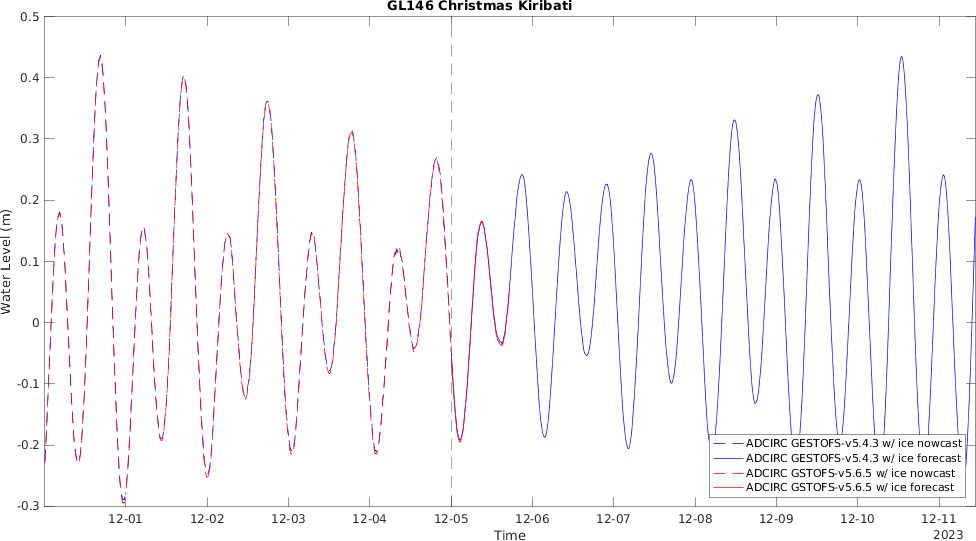 GL146 Christmas Kiribati
0.5
0.4
0.3
0.2
0.1
0
-0.1
-0.2
-0.3
Water Level (m)
ADCIRC GESTOFS-v5.4.3 w/ ice nowcast
ADCIRC GESTOFS-v5.4.3 w/ ice forecast
ADCIRC GSTOFS-v5.6.5 w/ ice nowcast
ADCIRC GSTOFS-v5.6.5 w/ ice forecast
12-01 12-02 12-03 12-04 12-05 12-06 12-07 12-08 12-09 12-10 12-11
Time
2023